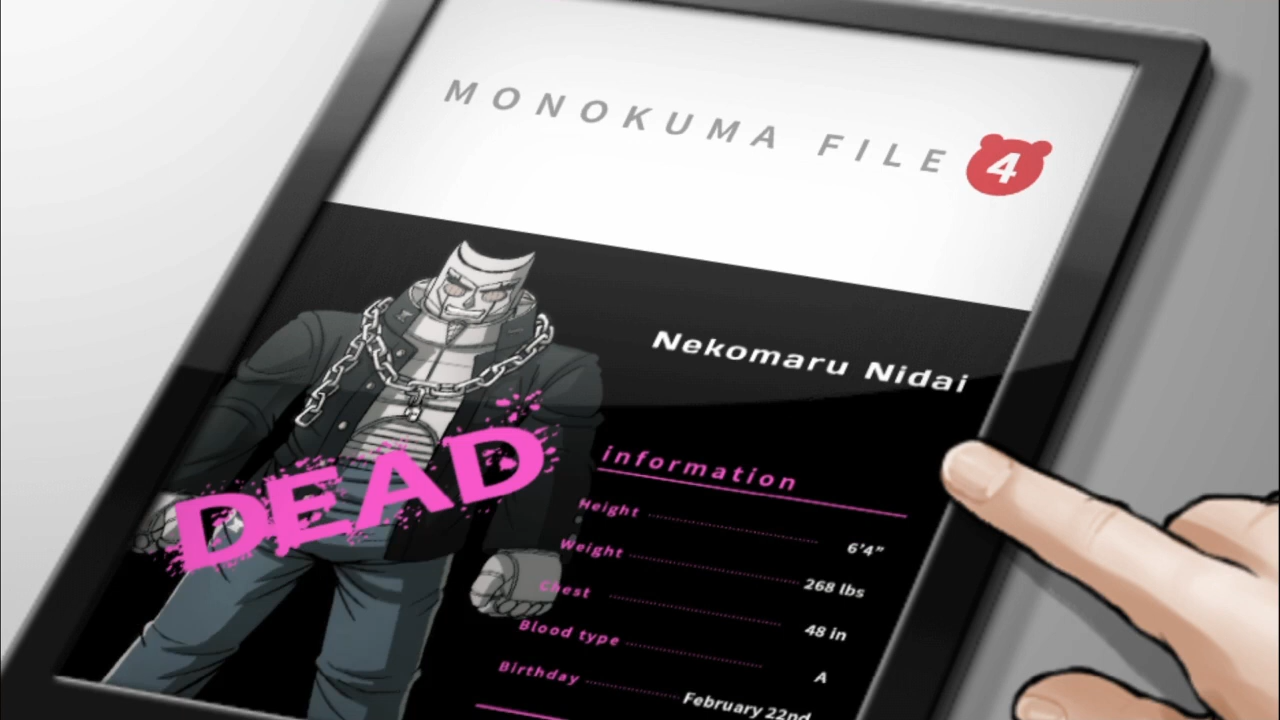 MONOKUMA FILE 4
Nekomaru Nidai
DEAD
information
Height 6'4"
Weight 268 lbs
Chest 48 in
Blood type A
Birthday February 22nd